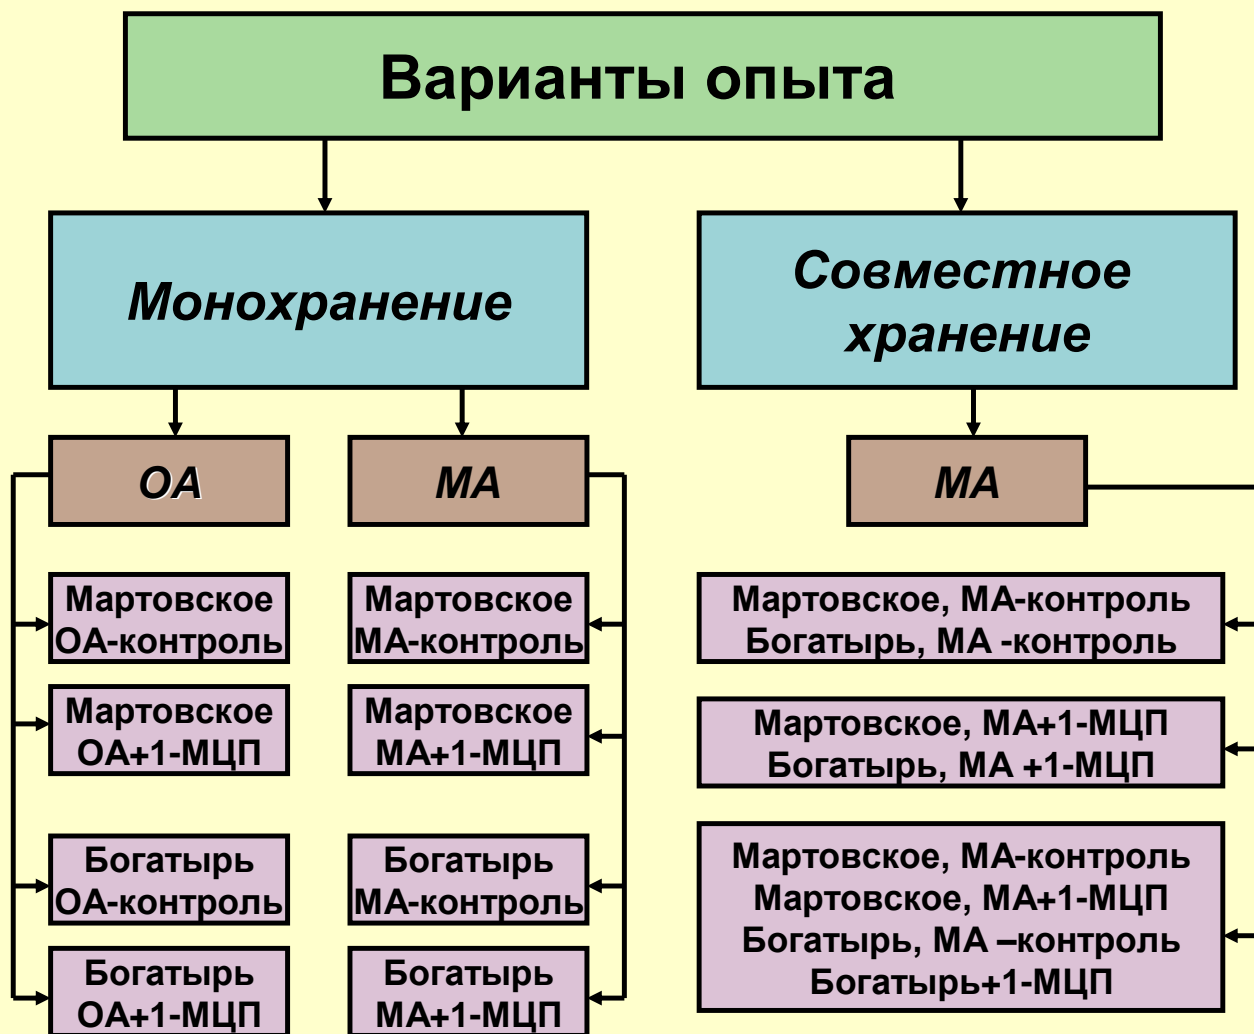 Варианты опыта
Монохранение
Совместное
хранение
ОА
МА
МА
Мартовское
ОА-контроль
Мартовское
ОА+1-МЦП
Богатырь
ОА-контроль
Богатырь
ОА+1-МЦП
Мартовское
МА-контроль
Мартовское
МА+1-МЦП
Богатырь
МА-контроль
Богатырь
МА+1-МЦП
Мартовское, МА-контроль
Богатырь, МА -контроль
Мартовское, МА+1-МЦП
Богатырь, МА +1-МЦП
Мартовское, МА-контроль
Мартовское, МА+1-МЦП
Богатырь, МА –контроль
Богатырь+1-МЦП